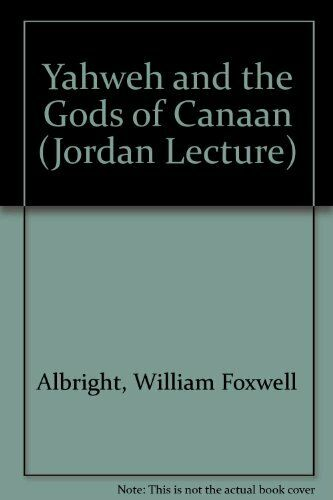 Yahweh and the
Gods of Canaan
(Jordan Lecture)
Albright, William Foxwell
Note: This is not the actual book cover